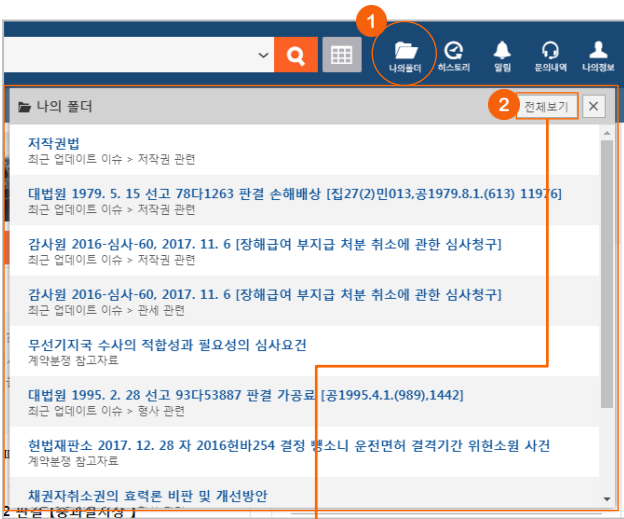 1
나의폴더
히스토리
알림
문의내역
나의정보
나의 폴더
2
전체보기
저작권법
최근 업데이트 이슈 > 저작권 관련
대법원 1979. 5. 15 선고 78다1263 판결 손해배상 [집27(2)민013,공1979.8.1.(613) 11976]
최근 업데이트 이슈 > 저작권 관련
감사원 2016-심사-60, 2017. 11. 6 [장해급여 부지급 처분 취소에 관한 심사청구]
최근 업데이트 이슈 > 저작권 관련
감사원 2016-심사-60, 2017. 11. 6 [장해급여 부지급 처분 취소에 관한 심사청구]
최근 업데이트 이슈 > 관세 관련
무선기지국 수사의 적합성과 필요성의 심사요건
계약분쟁 참고자료
대법원 1995. 2. 28 선고 93다53887 판결 가공료 [공1995.4.1.(989),1442]
최근 업데이트 이슈 > 형사 관련
헌법재판소 2017. 12. 28 자 2016헌바254 결정 뺑소니 운전면허 결격기간 위헌소원 사건
계약분쟁 참고자료
채권자취소권의 효력론 비판 및 개선방안